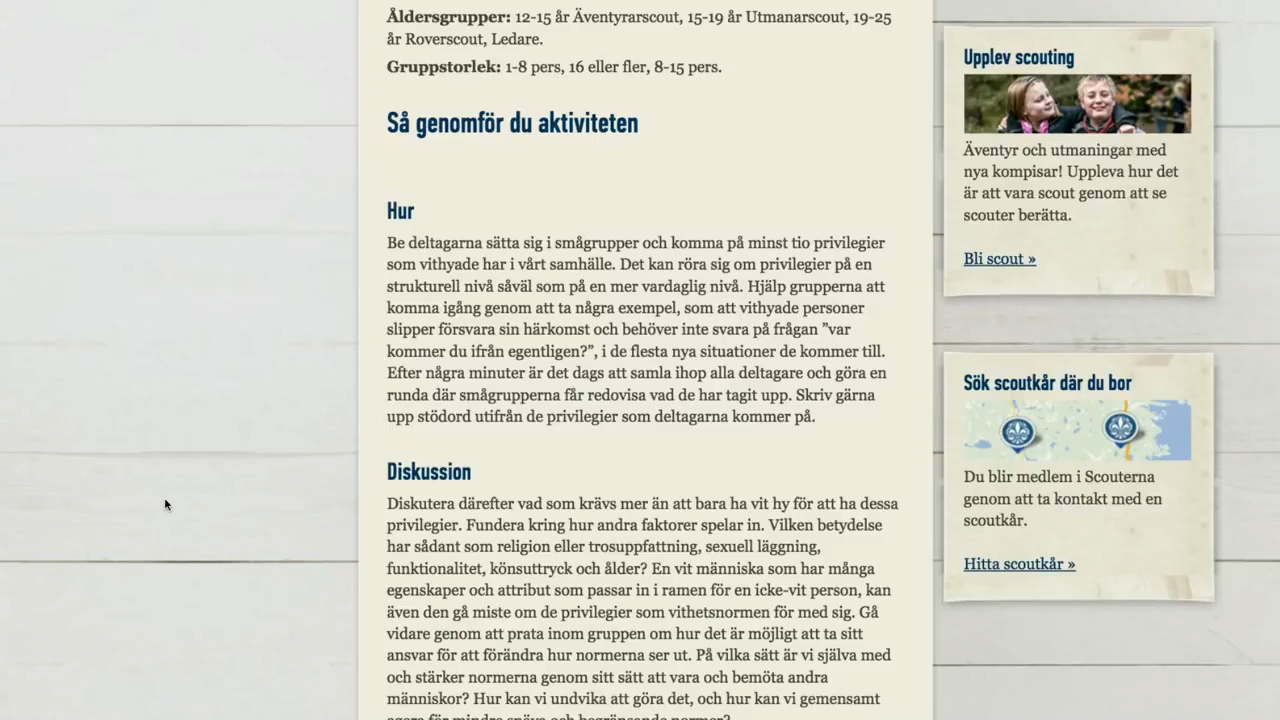 Åldersgrupper: 12-15 år Äventyrarscout, 15-19 år Utmanarscout, 19-25
år Roverscout, Ledare.
Gruppstorlek: 1-8 pers, 16 eller fler, 8-15 pers.
Så genomför du aktiviteten
Hur
Be deltagarna sätta sig i smågrupper och komma på minst tio privilegier
som vithyade har i vårt samhälle. Det kan röra sig om privilegier på en
strukturell nivå såväl som på en mer vardaglig nivå. Hjälp grupperna att
komma igång genom att ta några exempel, som att vithyade personer
slipper försvara sin härkomst och behöver inte svara på frågan ”var
kommer du ifrån egentligen?”, i de flesta nya situationer de kommer till.
Efter några minuter är det dags att samla ihop alla deltagare och göra en
runda där smågrupperna får redovisa vad de har tagit upp. Skriv gärna
upp stödord utifrån de privilegier som deltagarna kommer på.
Diskussion
Diskutera därefter vad som krävs mer än att bara ha vit hy för att ha dessa
privilegier. Fundera kring hur andra faktorer spelar in. Vilken betydelse
har sådant som religion eller trosuppfattning, sexuell läggning,
funktionalitet, könsuttryck och ålder? En vit människa som har många
egenskaper och attribut som passar in i ramen för en icke-vit person, kan
även den gå miste om de privilegier som vithetsnormen för med sig. Gå
vidare genom att prata inom gruppen om hur det är möjligt att ta sitt
ansvar för att förändra hur normerna ser ut. På vilka sätt är vi själva med
och stärker normerna genom sitt sätt att vara och bemöta andra
människor? Hur kan vi undvika att göra det, och hur kan vi gemensamt
agera för mindre snäva och begränsande normer?
Upplev scouting
Äventyr och utmaningar med
nya kompisar! Uppleva hur det
är att vara scout genom att se
scouter berätta.
Bli scout »
Sök scoutkår där du bor
Du blir medlem i Scouterna
genom att ta kontakt med en
scoutkår.
Hitta scoutkår »